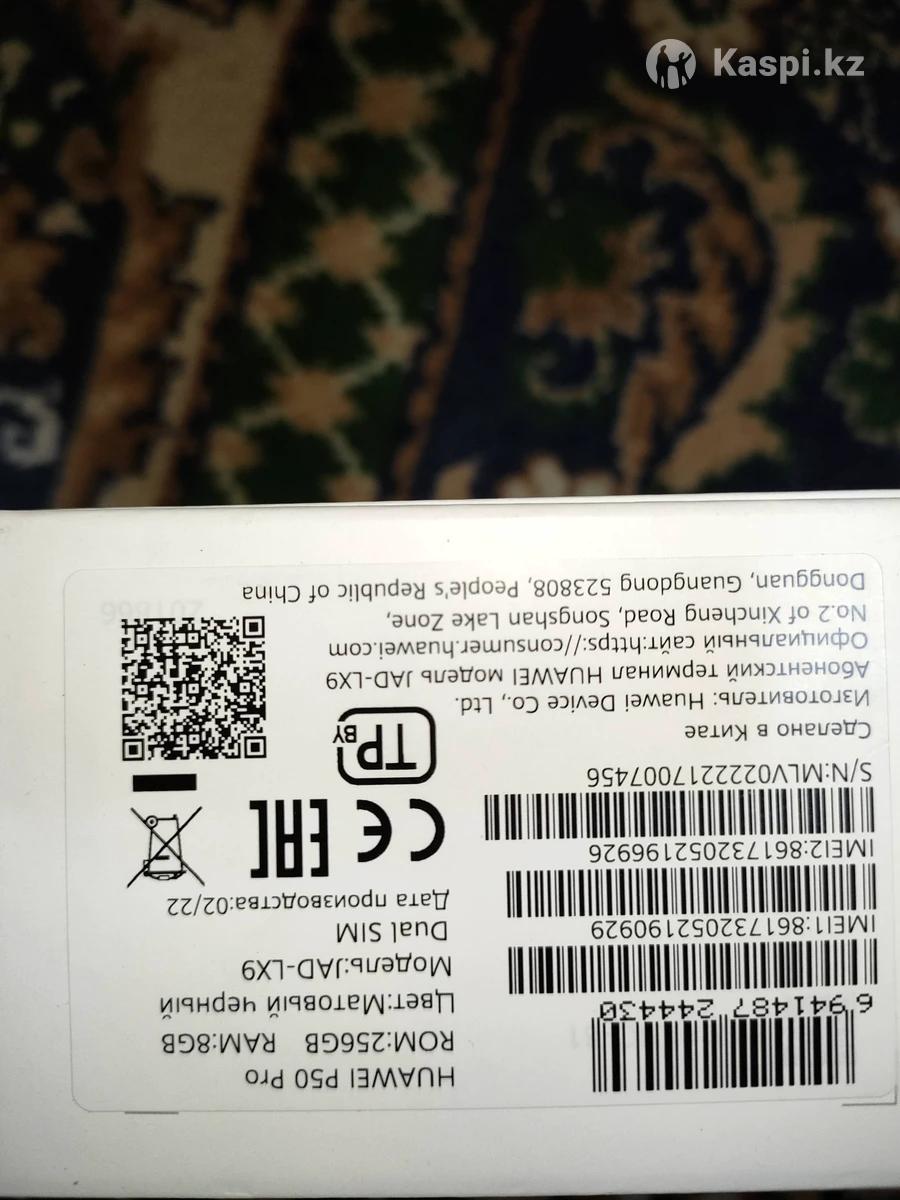 Kaspi.kz
HUAWEI P50 Pro
ROM:256GB RAM:8GB
Цвет:Матовый черный
Модель:JAD-LX9
Dual SIM
Дата производства:02/22
6 941487 244430
IMEI1:861732052190929
IMEI2:861732052196926
S/N:MLV0222217007456
CE
EAC
TP
BY
Сделано в Китае
Изготовитель: Huawei Device Co., Ltd.
Абонентский терминал HUAWEI модель JAD-LX9
Официальный сайт:https://consumer.huawei.com
No.2 of Xincheng Road, Songshan Lake Zone,
Dongguan, Guangdong 523808, People's Republic of China